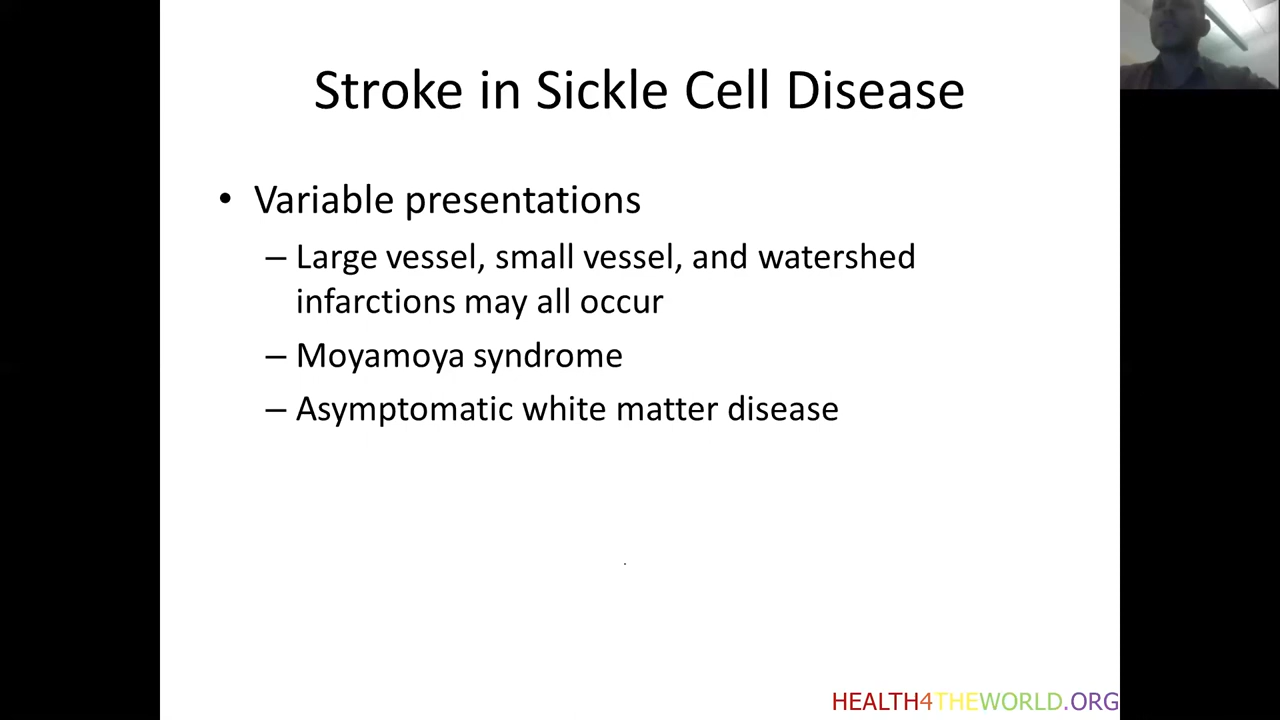 Stroke in Sickle Cell Disease
• Variable presentations
– Large vessel, small vessel, and watershed
infarctions may all occur
– Moyamoya syndrome
– Asymptomatic white matter disease
HEALTH4THEWORLD.ORG